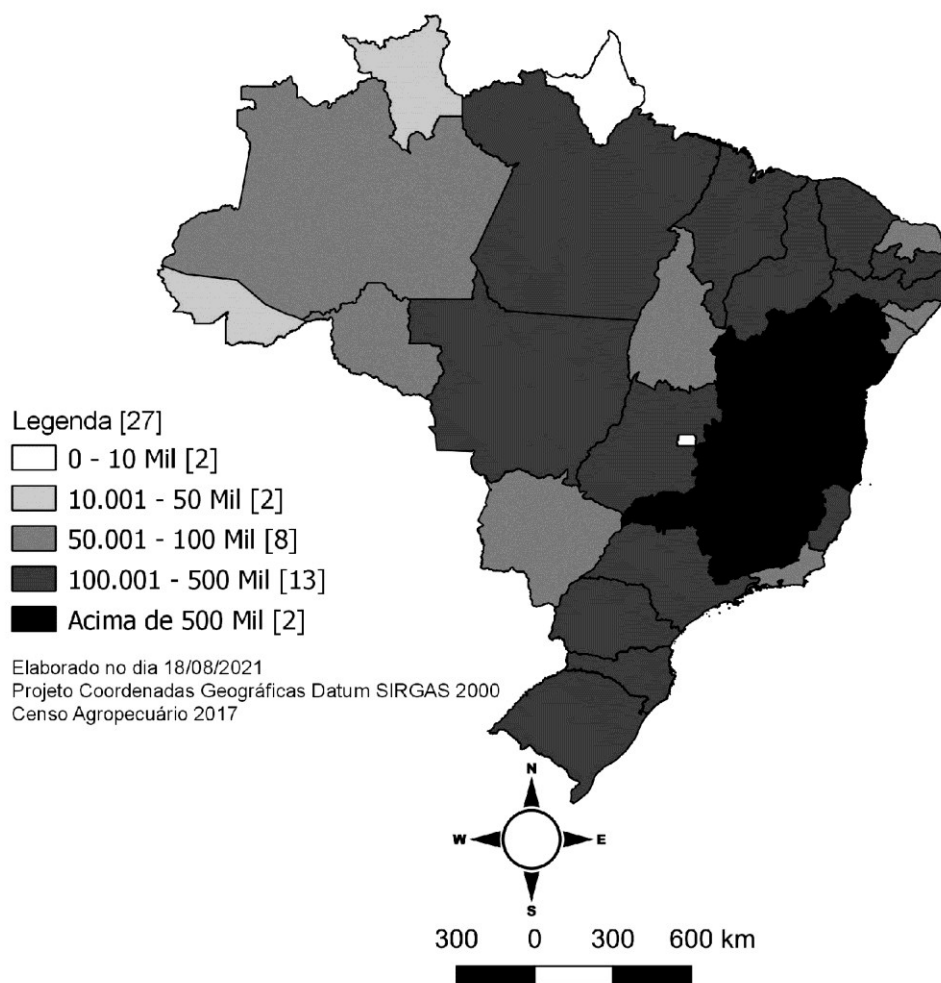 Legenda [27]
0 - 10 Mil [2]
10.001 - 50 Mil [2]
50.001 - 100 Mil [8]
100.001 - 500 Mil [13]
Acima de 500 Mil [2]
Elaborado no dia 18/08/2021
Projeto Coordenadas Geográficas Datum SIRGAS 2000
Censo Agropecuário 2017
N
W E
S
300 0 300 600 km